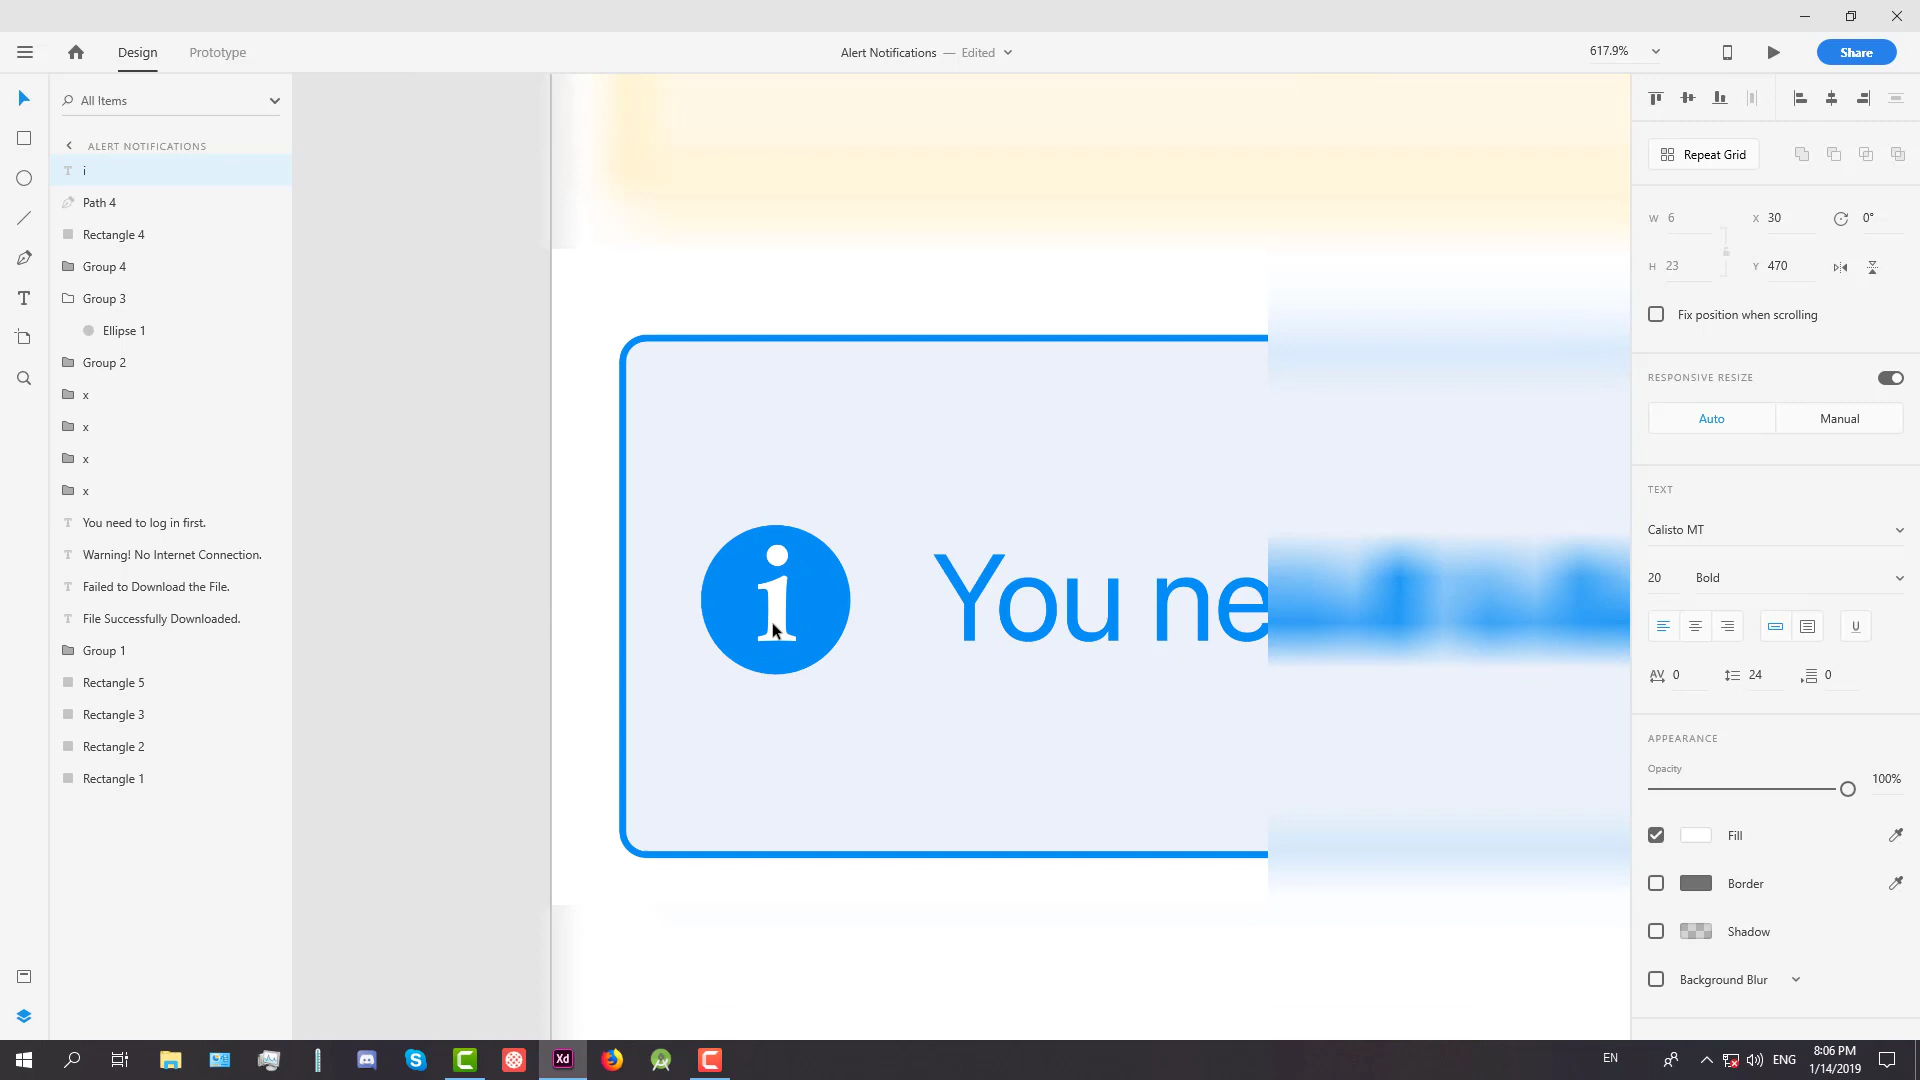 Design
Prototype
Alert Notifications — Edited
617.9%
Share
All Items
ALERT NOTIFICATIONS
i
Path 4
Rectangle 4
Group 4
Group 3
Ellipse 1
Group 2
x
x
x
x
You need to log in first.
Warning! No Internet Connection.
Failed to Download the File.
File Successfully Downloaded.
Group 1
Rectangle 5
Rectangle 3
Rectangle 2
Rectangle 1
i You ne
Repeat Grid
W 6 X 30 0°
H 23 Y 470
Fix position when scrolling
RESPONSIVE RESIZE
Auto Manual
TEXT
Calisto MT
20 Bold
U
AV 0 24 0
APPEARANCE
Opacity
100%
Fill
Border
Shadow
Background Blur
Xd
EN
ENG
8:06 PM
1/14/2019